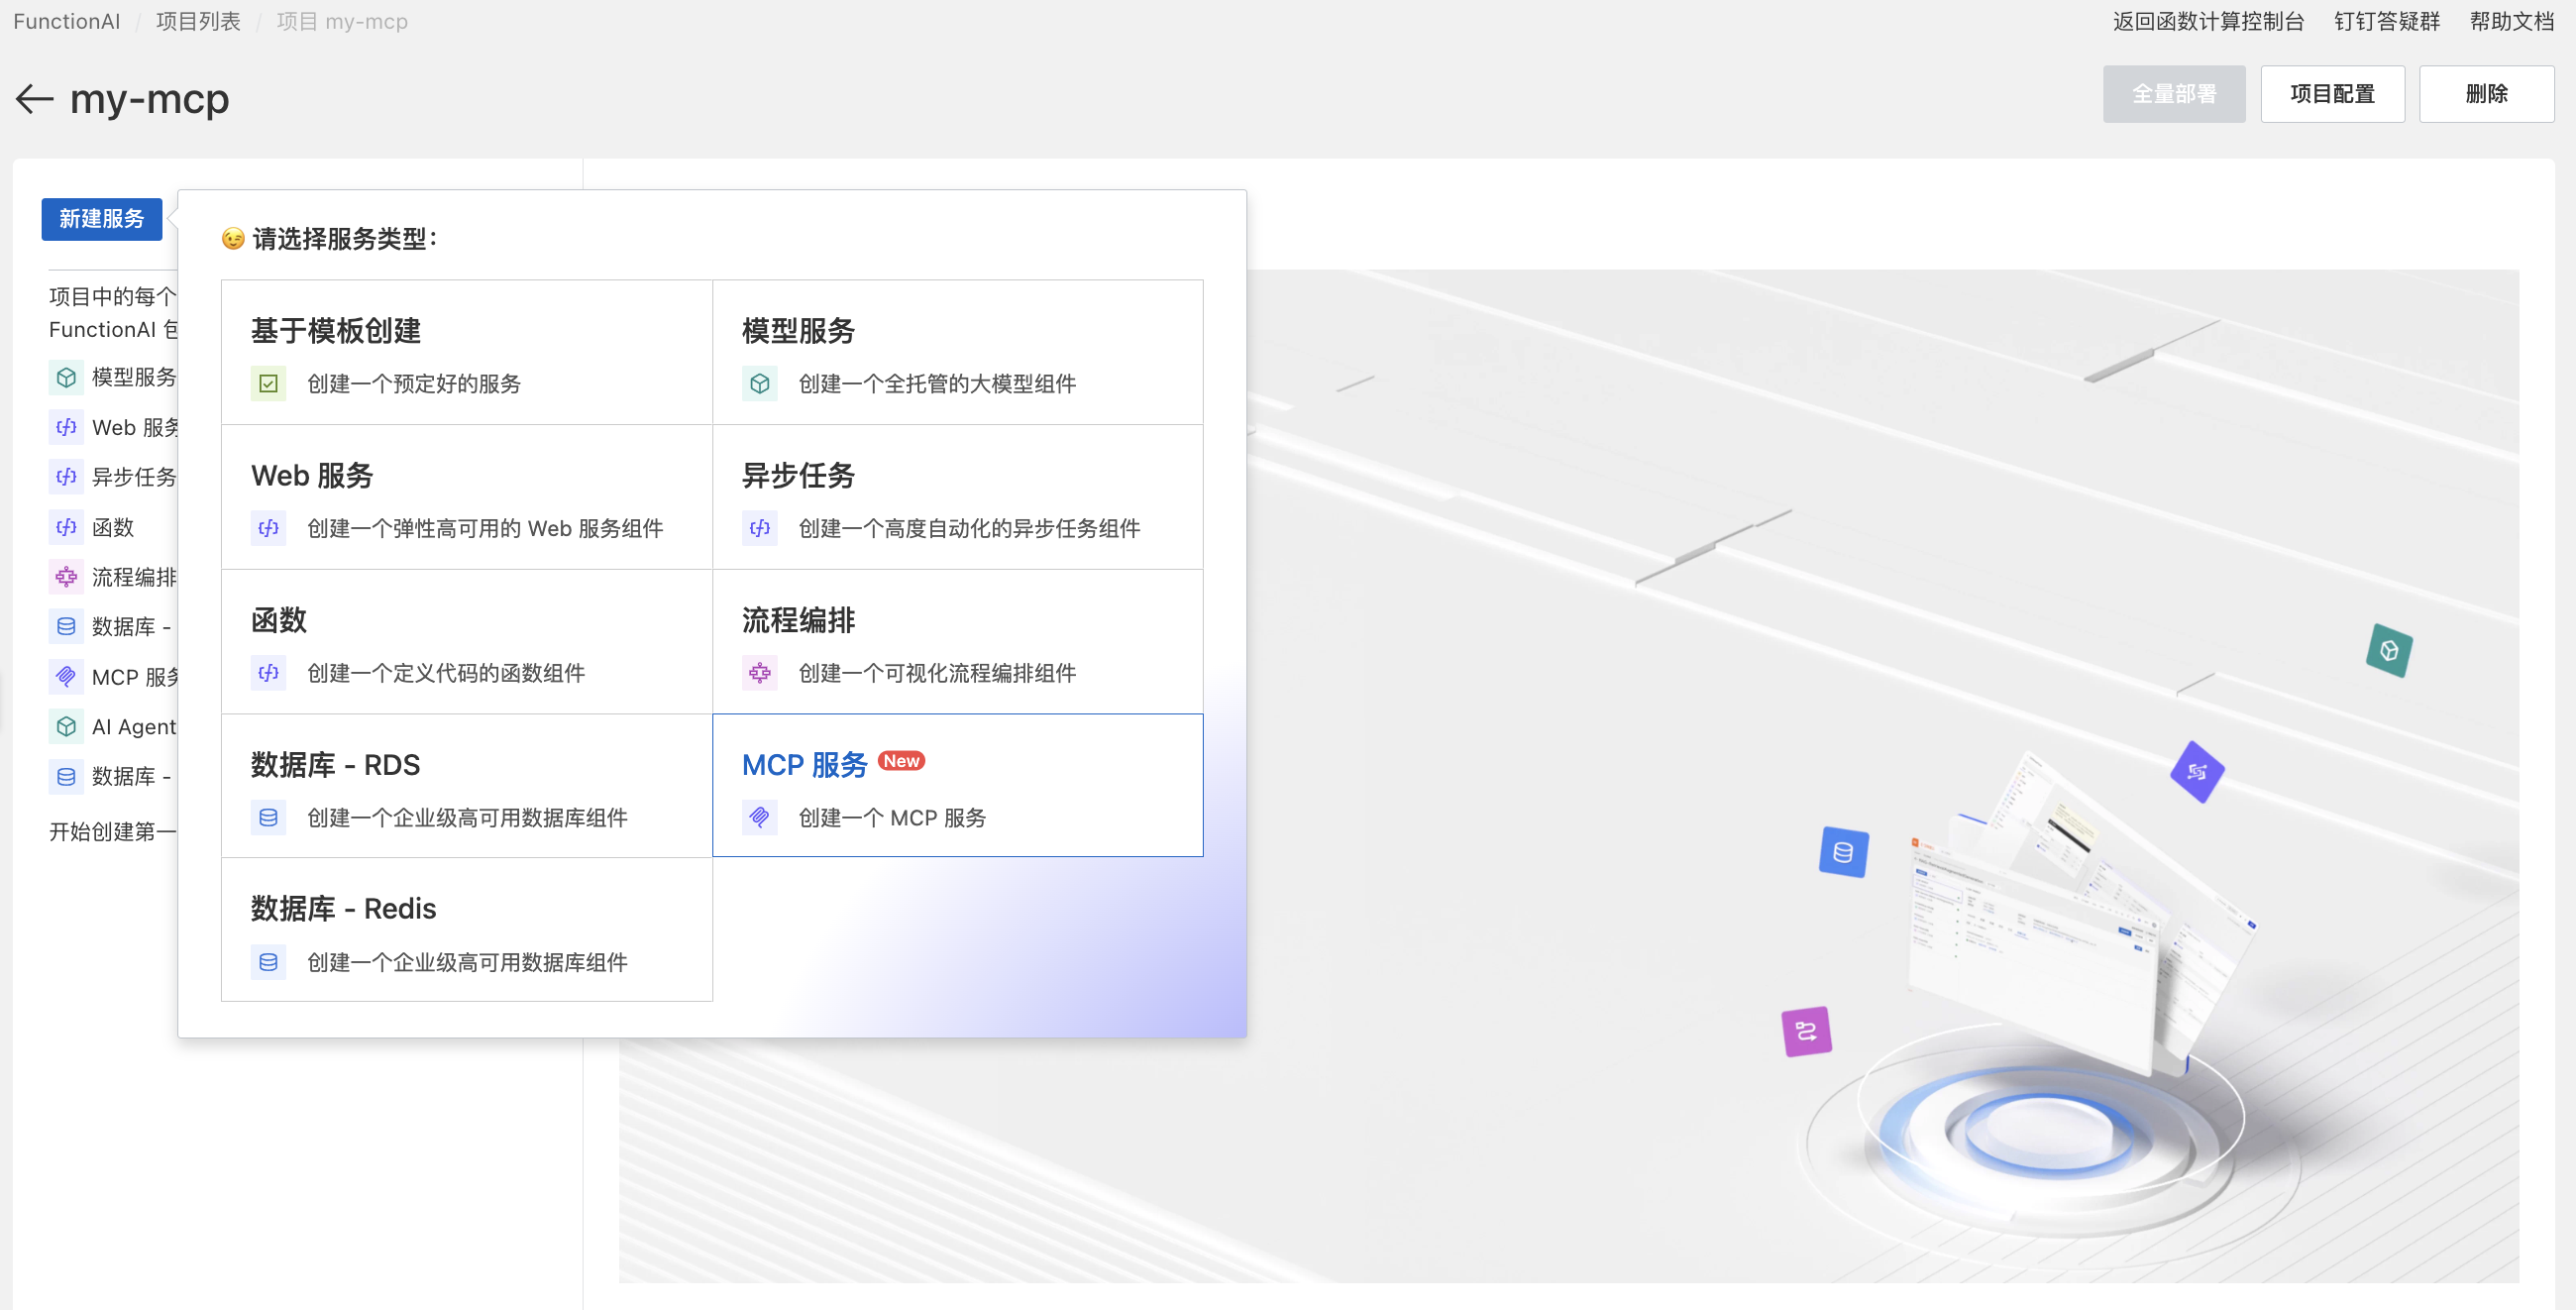 FunctionAI / 项目列表 / 项目 my-mcp
返回函数计算控制台 钉钉答疑群 帮助文档
my-mcp
全量部署 项目配置 删除
新建服务
项目中的每个
FunctionAI
模型服务
Web 服务
异步任务
函数
流程编排
数据库 -
MCP 服务
AI Agent
数据库 -
开始创建第一
😉 请选择服务类型：
基于模板创建
创建一个预定好的服务
模型服务
创建一个全托管的大模型组件
Web 服务
创建一个弹性高可用的 Web 服务组件
异步任务
创建一个高度自动化的异步任务组件
函数
创建一个定义代码的函数组件
流程编排
创建一个可视化流程编排组件
数据库 - RDS
创建一个企业级高可用数据库组件
MCP 服务 New
创建一个 MCP 服务
数据库 - Redis
创建一个企业级高可用数据库组件